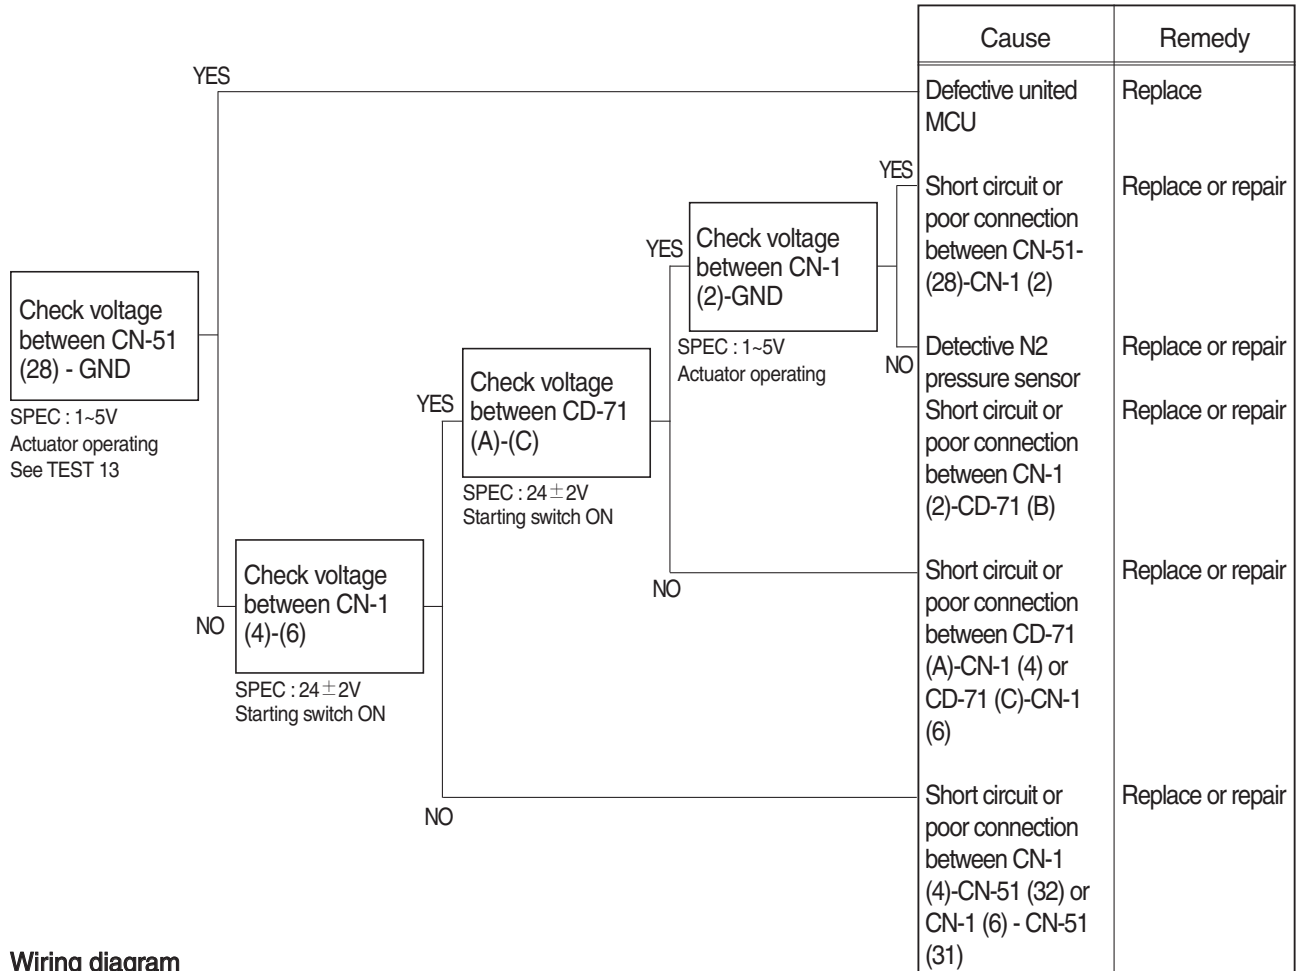 Cause
Remedy
YES
Defective united
MCU
Replace
YES
Short circuit or
poor connection
between CN-51-
(28)-CN-1 (2)
Replace or repair
YES
Check voltage
between CN-1
(2)-GND
SPEC : 1~5V
Actuator operating
NO
Detective N2
pressure sensor
Replace or repair
Short circuit or
poor connection
between CN-1
(2)-CD-71 (B)
Replace or repair
Check voltage
between CN-51
(28) - GND
SPEC : 1~5V
Actuator operating
See TEST 13
YES
Check voltage
between CD-71
(A)-(C)
SPEC : 24±2V
Starting switch ON
NO
Short circuit or
poor connection
between CD-71
(A)-CN-1 (4) or
CD-71 (C)-CN-1
(6)
Replace or repair
NO
Check voltage
between CN-1
(4)-(6)
SPEC : 24±2V
Starting switch ON
NO
Short circuit or
poor connection
between CN-1
(4)-CN-51 (32) or
CN-1 (6) - CN-51
(31)
Replace or repair
Wiring diagram